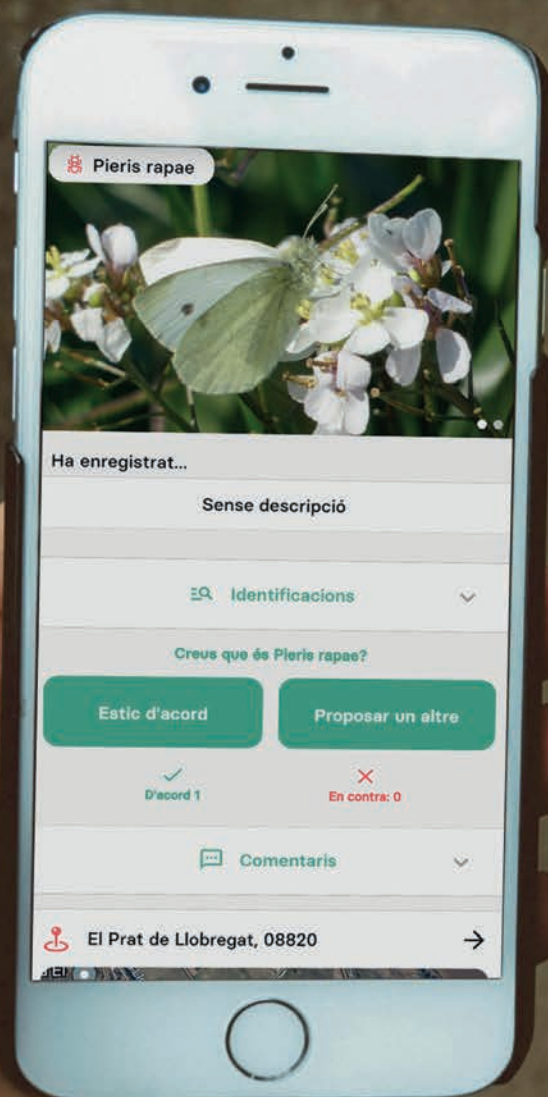 Pieris rapae
Ha enregistrat...
Sense descripció
Identificacions
Creus que és Pieris rapae?
Estic d'acord
Proposar un altre
D'acord 1
En contra: 0
Comentaris
El Prat de Llobregat, 08820